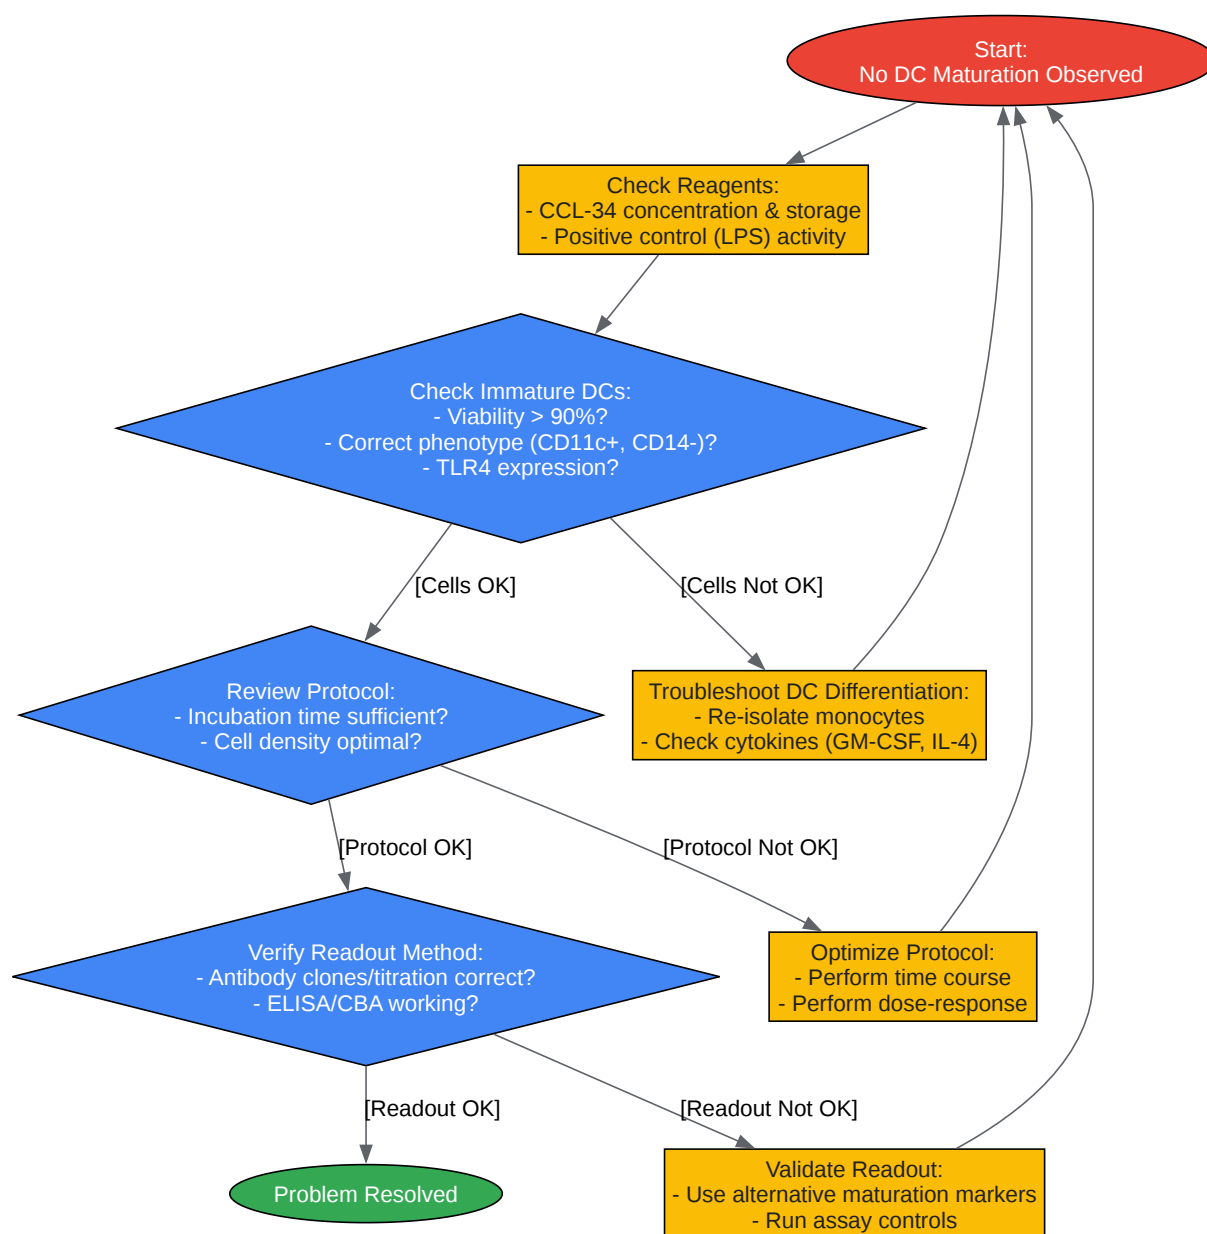 Start:
No DC Maturation Observed
Check Reagents:
- CCL-34 concentration & storage
- Positive control (LPS) activity
Check Immature DCs:
- Viability > 90%?
- Correct phenotype (CD11c+, CD14-)?
- TLR4 expression?
[Cells OK]
[Cells Not OK]
Review Protocol:
- Incubation time sufficient?
- Cell density optimal?
Troubleshoot DC Differentiation:
- Re-isolate monocytes
- Check cytokines (GM-CSF, IL-4)
[Protocol OK]
[Protocol Not OK]
Verify Readout Method:
- Antibody clones/titration correct?
- ELISA/CBA working?
Optimize Protocol:
- Perform time course
- Perform dose-response
[Readout OK]
[Readout Not OK]
Problem Resolved
Validate Readout:
- Use alternative maturation markers
- Run assay controls